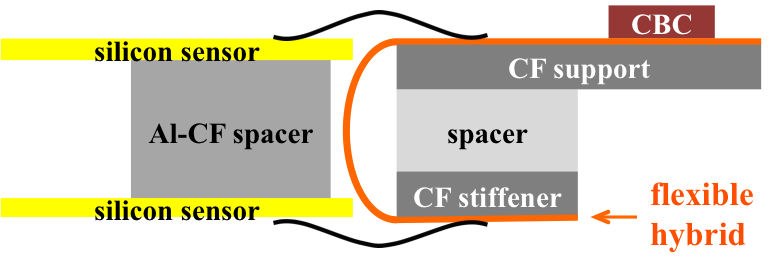 CBC
silicon sensor
CF support
Al-CF spacer
spacer
CF stiffener
silicon sensor
flexible
hybrid